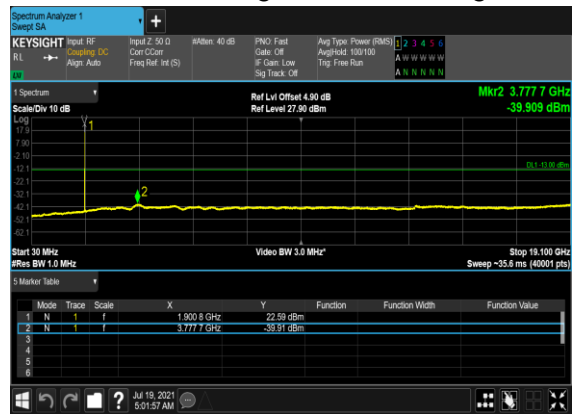 Spectrum Analyzer 1
Swept SA
+
KEYSIGHT Input: RF Input Z: 50 Ω #Atten: 40 dB PNO: Fast Avg Type: Power (RMS) 1 2 3 4 5 6
RL Coupling: DC Corr CCorr Gate: Off Avg|Hold: 100/100 A W W W W W
Align: Auto Freq Ref: Int (S) IF Gain: Low Trig: Free Run
Sig Track: Off A N N N N N
LXI
1 Spectrum Ref Lvl Offset 4.90 dB Mkr2 3.777 7 GHz
Scale/Div 10 dB Ref Level 27.90 dBm -39.909 dBm
Log
17.9
7.90
-2.10
-12.1
-22.1
-32.1
-42.1
-52.1
-62.1
1
2
DL1 -13.00 dBm
Start 30 MHz Video BW 3.0 MHz* Stop 19.100 GHz
#Res BW 1.0 MHz Sweep ~35.6 ms (40001 pts)
5 Marker Table
Mode Trace Scale X Y Function Function Width Function Value
1 N 1 f 1.900 8 GHz 22.59 dBm
2 N 1 f 3.777 7 GHz -39.91 dBm
3
4
5
6
? Jul 19, 2021
5:01:57 AM